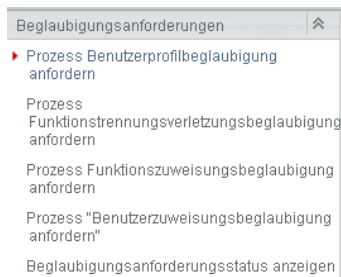 Beglaubigungsanforderungen
Prozess Benutzerprofilbeglaubigung
anfordern
Prozess
Funktionstrennungsverletzungsbeglaubigung
anfordern
Prozess Funktionszuweisungsbeglaubigung
anfordern
Prozess "Benutzerzuweisungsbeglaubigung
anfordern"
Beglaubigungsanforderungsstatus anzeigen